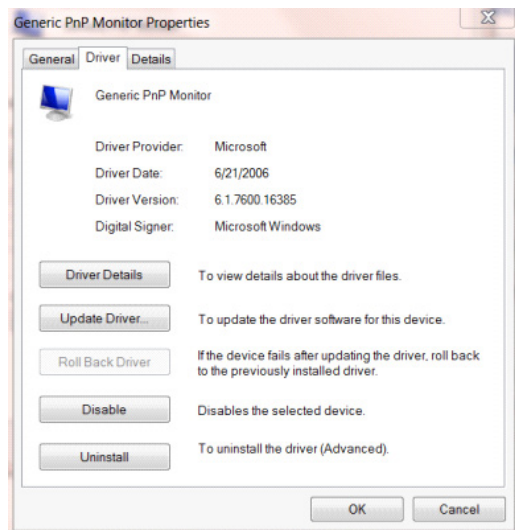 Generic PnP Monitor Properties
General Driver Details
Generic PnP Monitor
Driver Provider: Microsoft
Driver Date: 6/21/2006
Driver Version: 6.1.7600.16385
Digital Signer: Microsoft Windows
Driver Details To view details about the driver files.
Update Driver... To update the driver software for this device.
Roll Back Driver If the device fails after updating the driver, roll back
to the previously installed driver.
Disable Disables the selected device.
Uninstall To uninstall the driver (Advanced).
OK Cancel